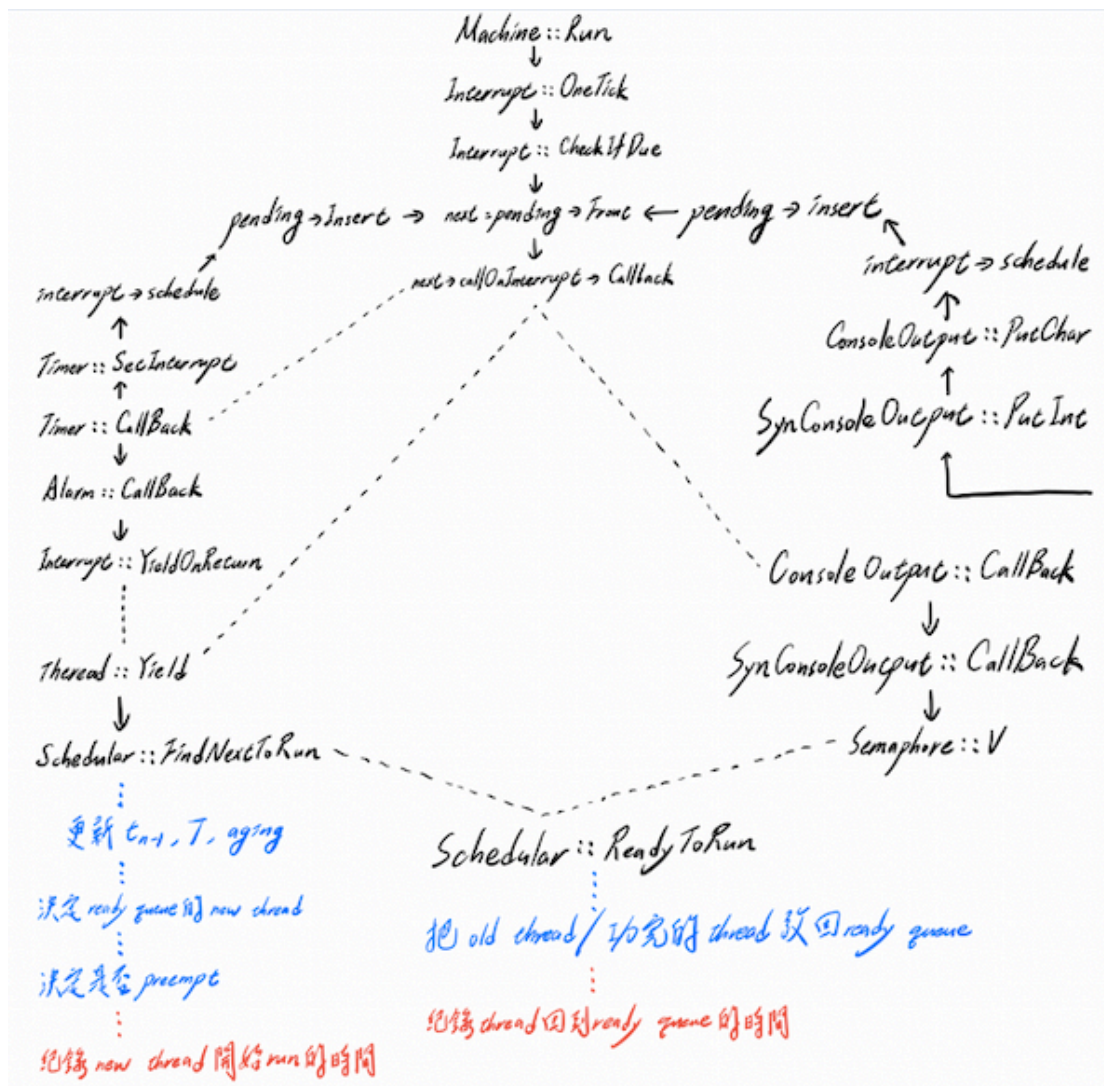 Machine :: Run
↓
Interrupt :: OneTick
↓
Interrupt :: CheckIfDue
↓
pending → Insert → next = pending → Front ← pending → insert
↓
next → callOnInterrupt → Callback
interrupt → schedule
↑
Timer :: SetInterrupt
↑
Timer :: CallBack
↓
Alarm :: CallBack
↓
Interrupt :: YieldOnReturn
Theread :: Yield
↓
Schedular :: FindNextToRun
更新 tn-1, T, aging
決定 ready queue 的 new thread
決定是否 preempt
紀錄 new thread 開始 run 的時間
interrupt → schedule
↑
ConsoleOutput :: PutChar
↑
SynConsoleOutput :: PutInt
↑
ConsoleOutput :: CallBack
↓
SynConsoleOutput :: CallBack
↓
Semaphore :: V
Schedular :: ReadyToRun
把 old thread / 的 thread 放回 ready queue
紀錄 thread 回到 ready queue 的時間